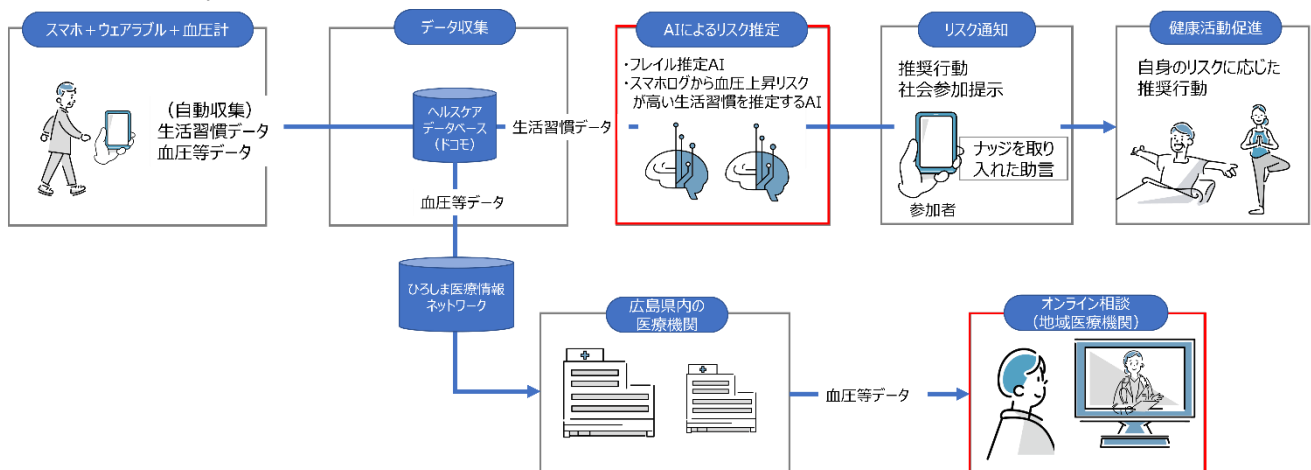 スマホ＋ウェアラブル＋血圧計
（自動収集）
生活習慣データ
血圧等データ
データ収集
ヘルスケア
データベース
（ドコモ）
生活習慣データ
血圧等データ
AIによるリスク推定
・フレイル推定AI
・スマホログから血圧上昇リスク
が高い生活習慣を推定するAI
リスク通知
推奨行動
社会参加提示
ナッジを取り
入れた助言
参加者
健康活動促進
自身のリスクに応じた
推奨行動
ひろしま医療情報
ネットワーク
広島県内の
医療機関
血圧等データ
オンライン相談
（地域医療機関）